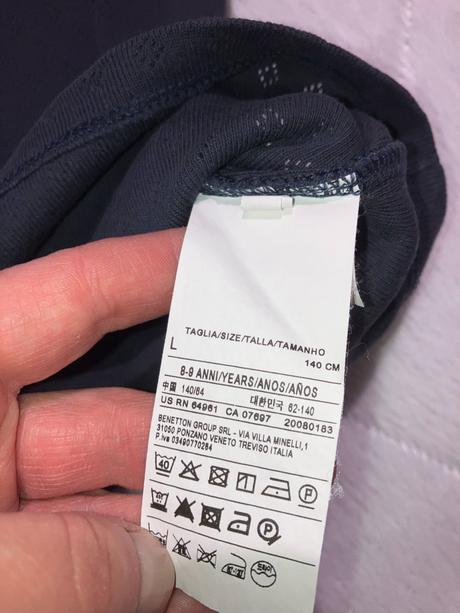 TAGLIA/SIZE/TALLA/TAMANHO
L 140 CM
8-9 ANNI/YEARS/ANOS/AÑOS
中国 140/64 대한민국 62-140
US RN 64961 CA 07697 20080183
BENETTON GROUP SRL - VIA VILLA MINELLI,1
31050 PONZANO VENETO TREVISO ITALIA
P.Iva 03490770264
40 P
P